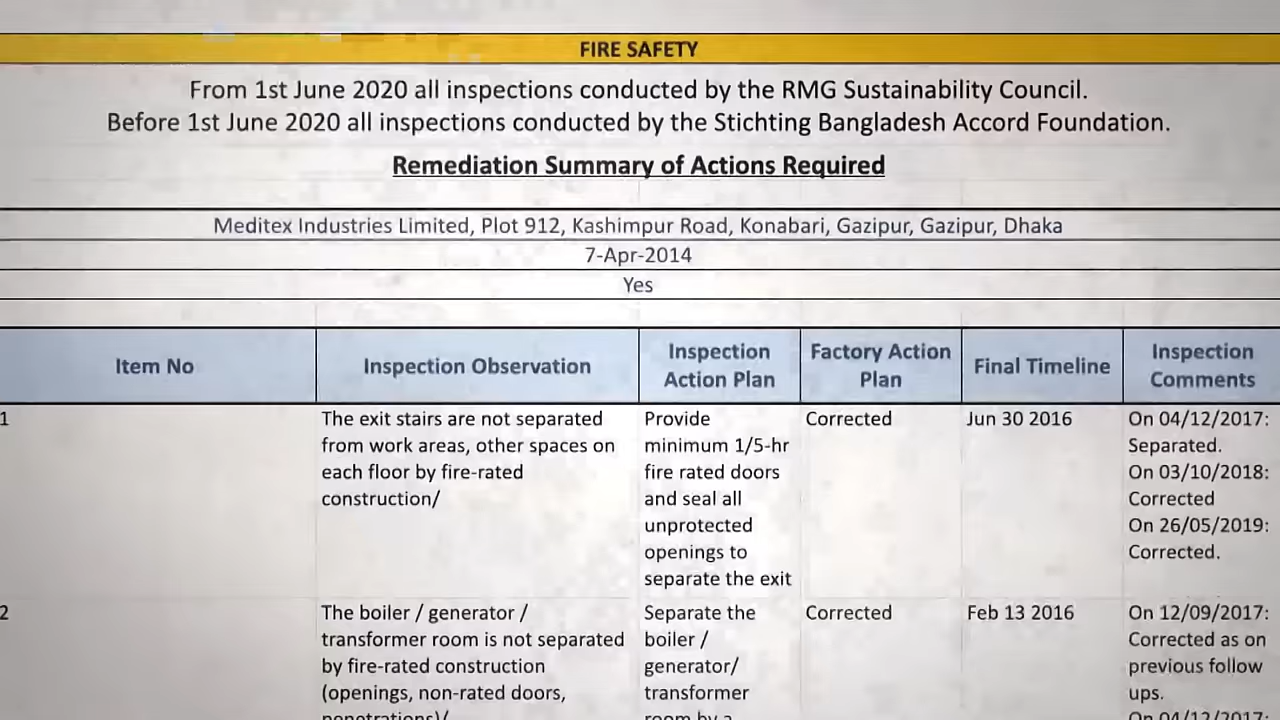 FIRE SAFETY
From 1st June 2020 all inspections conducted by the RMG Sustainability Council.
Before 1st June 2020 all inspections conducted by the Stichting Bangladesh Accord Foundation.
Remediation Summary of Actions Required
Meditex Industries Limited, Plot 912, Kashimpur Road, Konabari, Gazipur, Gazipur, Dhaka
7-Apr-2014
Yes
Item No
Inspection Observation
Inspection
Action Plan
Factory Action
Plan
Final Timeline
Inspection
Comments
1
The exit stairs are not separated
from work areas, other spaces on
each floor by fire-rated
construction/
Provide
minimum 1/5-hr
fire rated doors
and seal all
unprotected
openings to
separate the exit
Corrected
Jun 30 2016
On 04/12/2017:
Separated.
On 03/10/2018:
Corrected
On 26/05/2019:
Corrected.
2
The boiler / generator /
transformer room is not separated
by fire-rated construction
(openings, non-rated doors,
penetrations)/
Separate the
boiler /
generator/
transformer
room by a
Corrected
Feb 13 2016
On 12/09/2017:
Corrected as on
previous follow
ups.
On 04/12/2017: